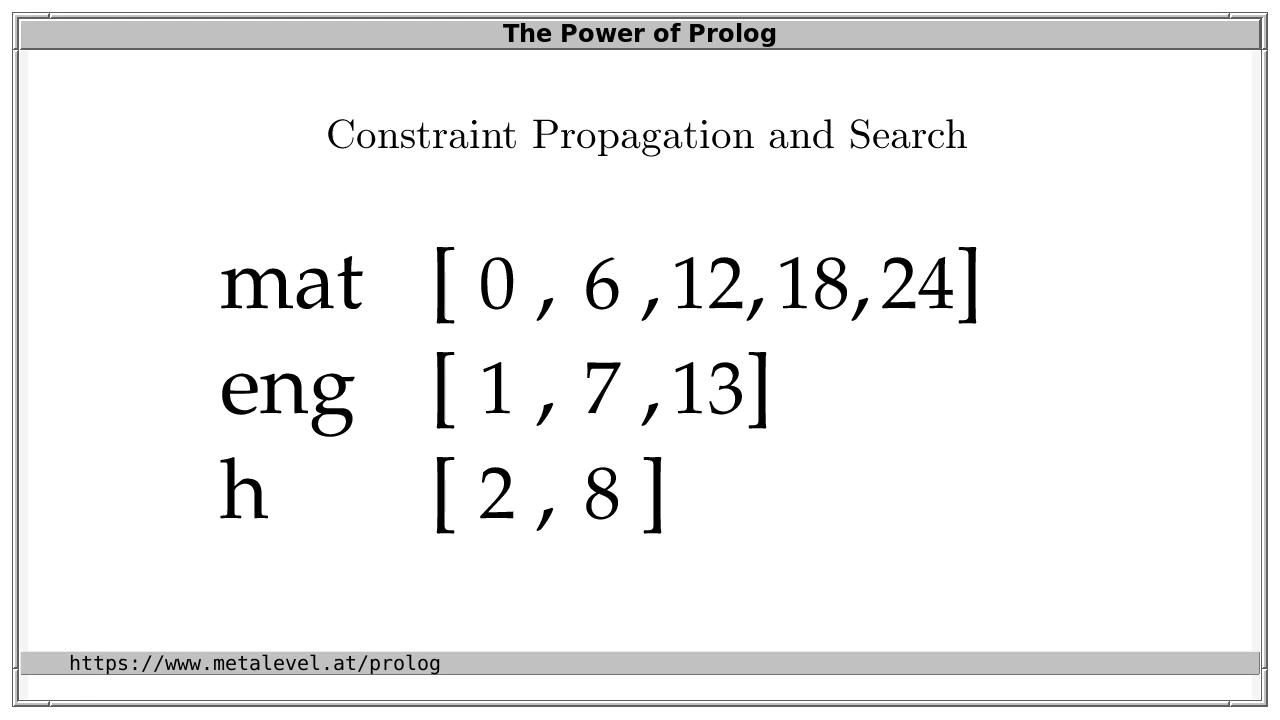 The Power of Prolog
Constraint Propagation and Search
mat [ 0 , 6 , 12, 18, 24]
eng [ 1 , 7 , 13]
h [ 2 , 8 ]
https://www.metalevel.at/prolog